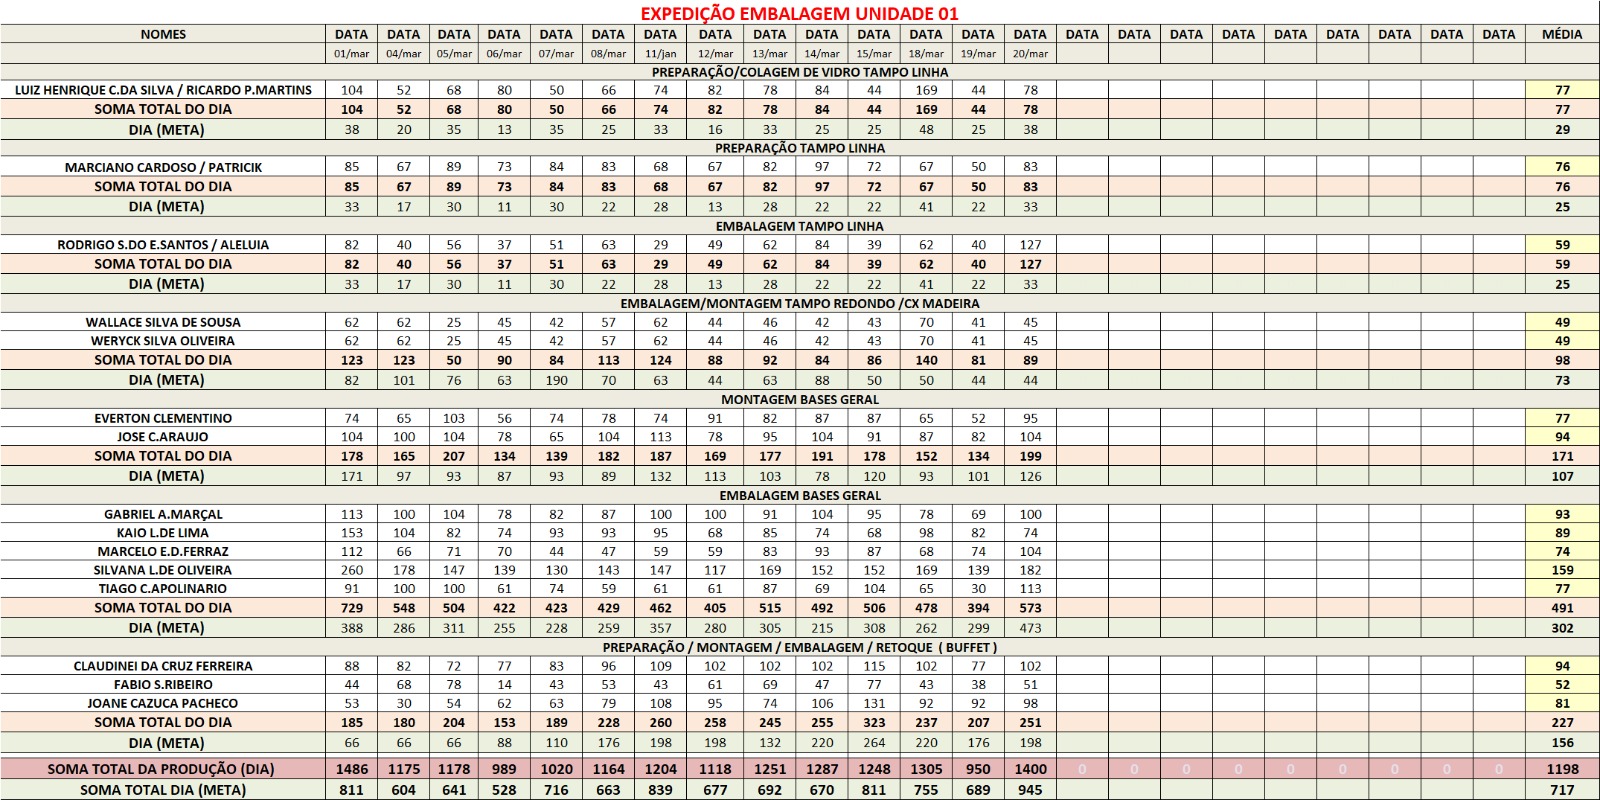 EXPEDIÇÃO EMBALAGEM UNIDADE 01
NOMES DATA DATA DATA DATA DATA DATA DATA DATA DATA DATA DATA DATA DATA DATA DATA DATA DATA DATA DATA DATA DATA DATA DATA MÉDIA
01/mar 04/mar 05/mar 06/mar 07/mar 08/mar 11/jan 12/mar 13/mar 14/mar 15/mar 18/mar 19/mar 20/mar
PREPARAÇÃO/COLAGEM DE VIDRO TAMPO LINHA
LUIZ HENRIQUE C.DA SILVA / RICARDO P.MARTINS 104 52 68 80 50 66 74 82 78 84 44 169 44 78 77
SOMA TOTAL DO DIA 104 52 68 80 50 66 74 82 78 84 44 169 44 78 77
DIA (META) 38 20 35 13 35 25 33 16 33 25 25 48 25 38 29
PREPARAÇÃO TAMPO LINHA
MARCIANO CARDOSO / PATRICIK 85 67 89 73 84 83 68 67 82 97 72 67 50 83 76
SOMA TOTAL DO DIA 85 67 89 73 84 83 68 67 82 97 72 67 50 83 76
DIA (META) 33 17 30 11 30 22 28 13 28 22 22 41 22 33 25
EMBALAGEM TAMPO LINHA
RODRIGO S.DO E.SANTOS / ALELUIA 82 40 56 37 51 63 29 49 62 84 39 62 40 127 59
SOMA TOTAL DO DIA 82 40 56 37 51 63 29 49 62 84 39 62 40 127 59
DIA (META) 33 17 30 11 30 22 28 13 28 22 22 41 22 33 25
EMBALAGEM/MONTAGEM TAMPO REDONDO /CX MADEIRA
WALLACE SILVA DE SOUSA 62 62 25 45 42 57 62 44 46 42 43 70 41 45 49
WERYCK SILVA OLIVEIRA 62 62 25 45 42 57 62 44 46 42 43 70 41 45 49
SOMA TOTAL DO DIA 123 123 50 90 84 113 124 88 92 84 86 140 81 89 98
DIA (META) 82 101 76 63 190 70 63 44 63 88 50 50 44 44 73
MONTAGEM BASES GERAL
EVERTON CLEMENTINO 74 65 103 56 74 78 74 91 82 87 87 65 52 95 77
JOSE C.ARAUJO 104 100 104 78 65 104 113 78 95 104 91 87 82 104 94
SOMA TOTAL DO DIA 178 165 207 134 139 182 187 169 177 191 178 152 134 199 171
DIA (META) 171 97 93 87 93 89 132 113 103 78 120 93 101 126 107
EMBALAGEM BASES GERAL
GABRIEL A.MARÇAL 113 100 104 78 82 87 100 100 91 104 95 78 69 100 93
KAIO L.DE LIMA 153 104 82 74 93 93 95 68 85 74 68 98 82 74 89
MARCELO E.D.FERRAZ 112 66 71 70 44 47 59 59 83 93 87 68 74 104 74
SILVANA L.DE OLIVEIRA 260 178 147 139 130 143 147 117 169 152 152 169 139 182 159
TIAGO C.APOLINARIO 91 100 100 61 74 59 61 61 87 69 104 65 30 113 77
SOMA TOTAL DO DIA 729 548 504 422 423 429 462 405 515 492 506 478 394 573 491
DIA (META) 388 286 311 255 228 259 357 280 305 215 308 262 299 473 302
PREPARAÇÃO / MONTAGEM / EMBALAGEM / RETOQUE ( BUFFET )
CLAUDINEI DA CRUZ FERREIRA 88 82 72 77 83 96 109 102 102 102 115 102 77 102 94
FABIO S.RIBEIRO 44 68 78 14 43 53 43 61 69 47 77 43 38 51 52
JOANE CAZUCA PACHECO 53 30 54 62 63 79 108 95 74 106 131 92 92 98 81
SOMA TOTAL DO DIA 185 180 204 153 189 228 260 258 245 255 323 237 207 251 227
DIA (META) 66 66 66 88 110 176 198 198 132 220 264 220 176 198 156
SOMA TOTAL DA PRODUÇÃO (DIA) 1486 1175 1178 989 1020 1164 1204 1118 1251 1287 1248 1305 950 1400 0 0 0 0 0 0 0 0 0 1198
SOMA TOTAL DIA (META) 811 604 641 528 716 663 839 677 692 670 811 755 689 945 717